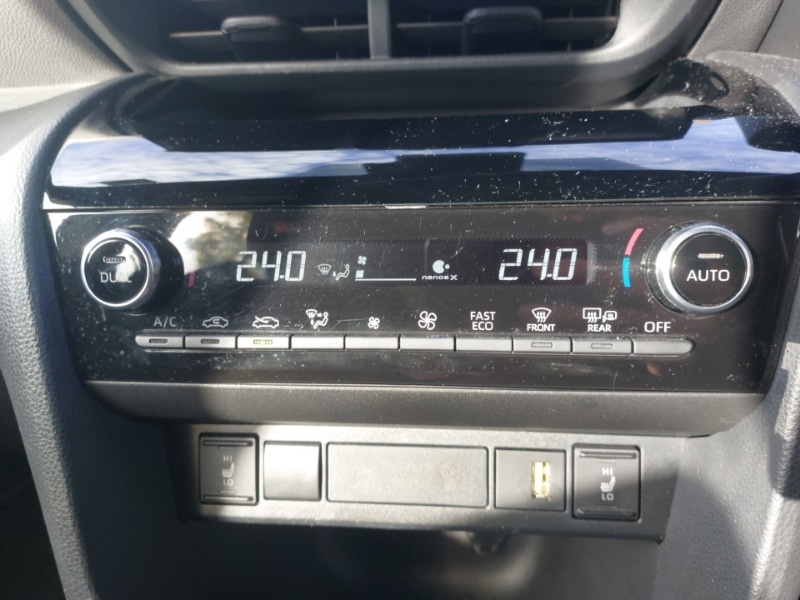 DUAL
24.0
nanoe X
24.0
AUTO
A/C
FAST
ECO
FRONT
REAR
OFF
HI
LO
HI
LO